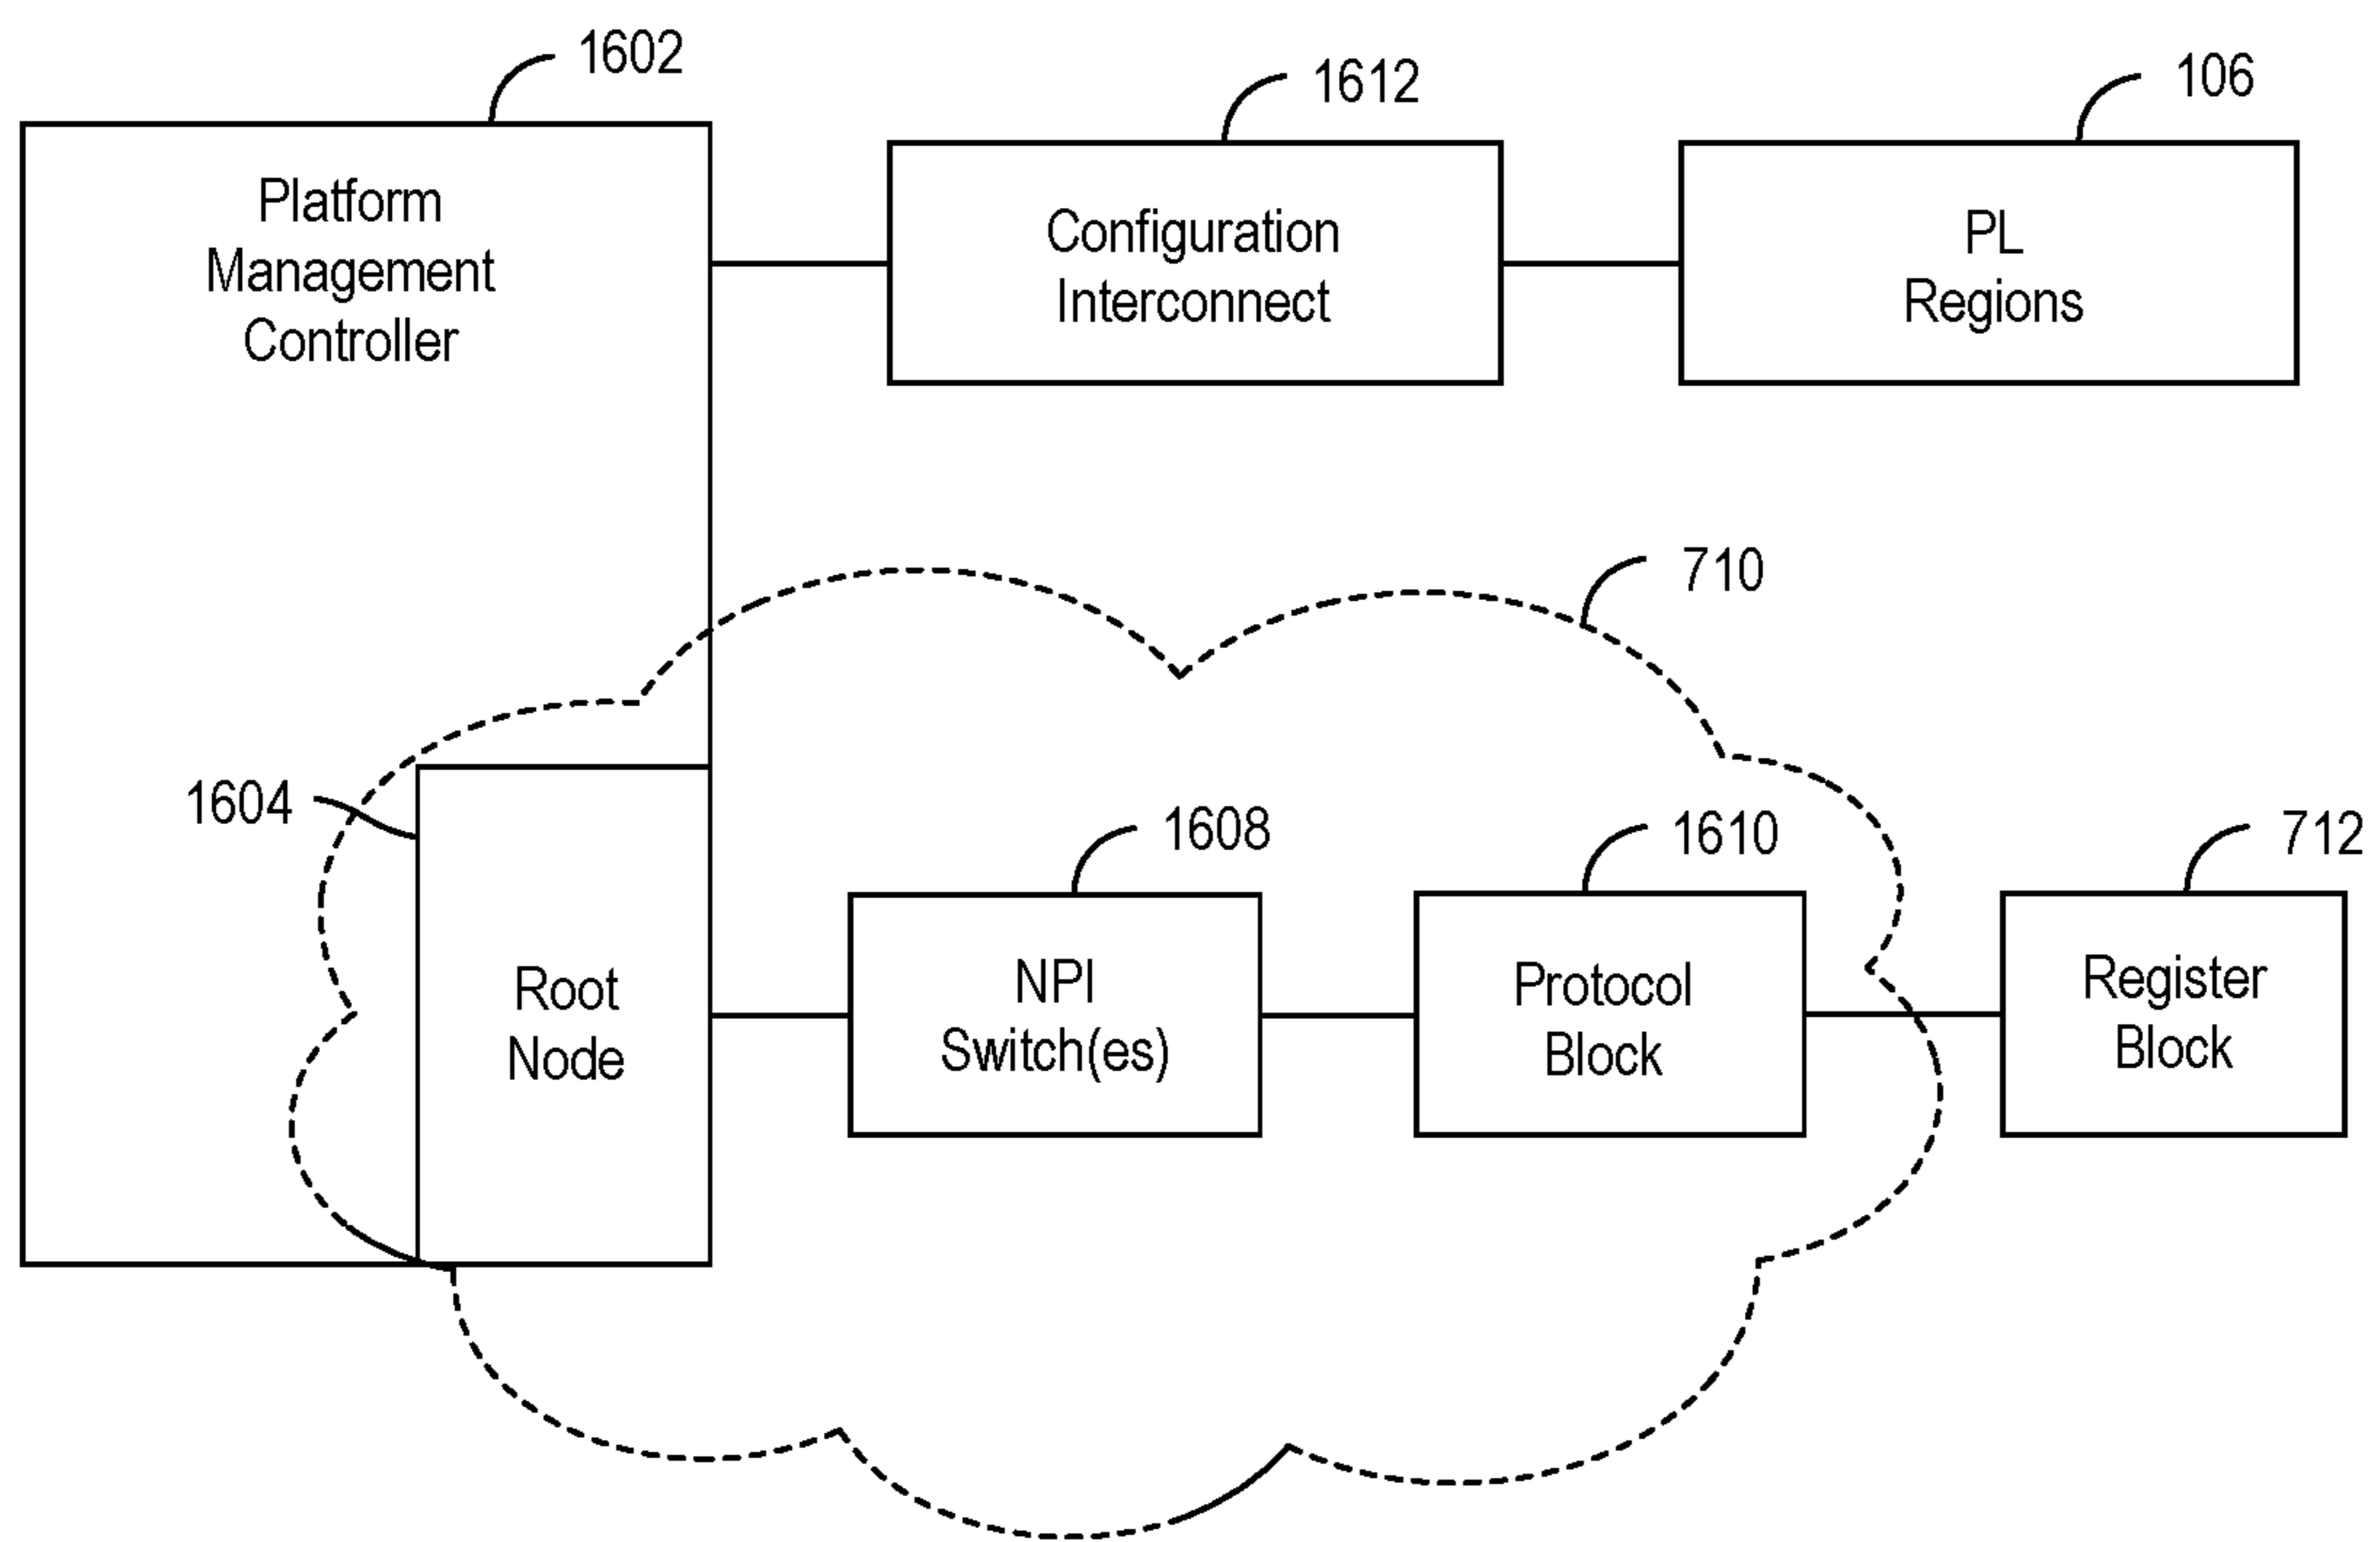 1602
1612
106
Platform
Management
Controller
Configuration
Interconnect
PL
Regions
710
1604
1608
1610
712
Root
Node
NPI
Switch(es)
Protocol
Block
Register
Block